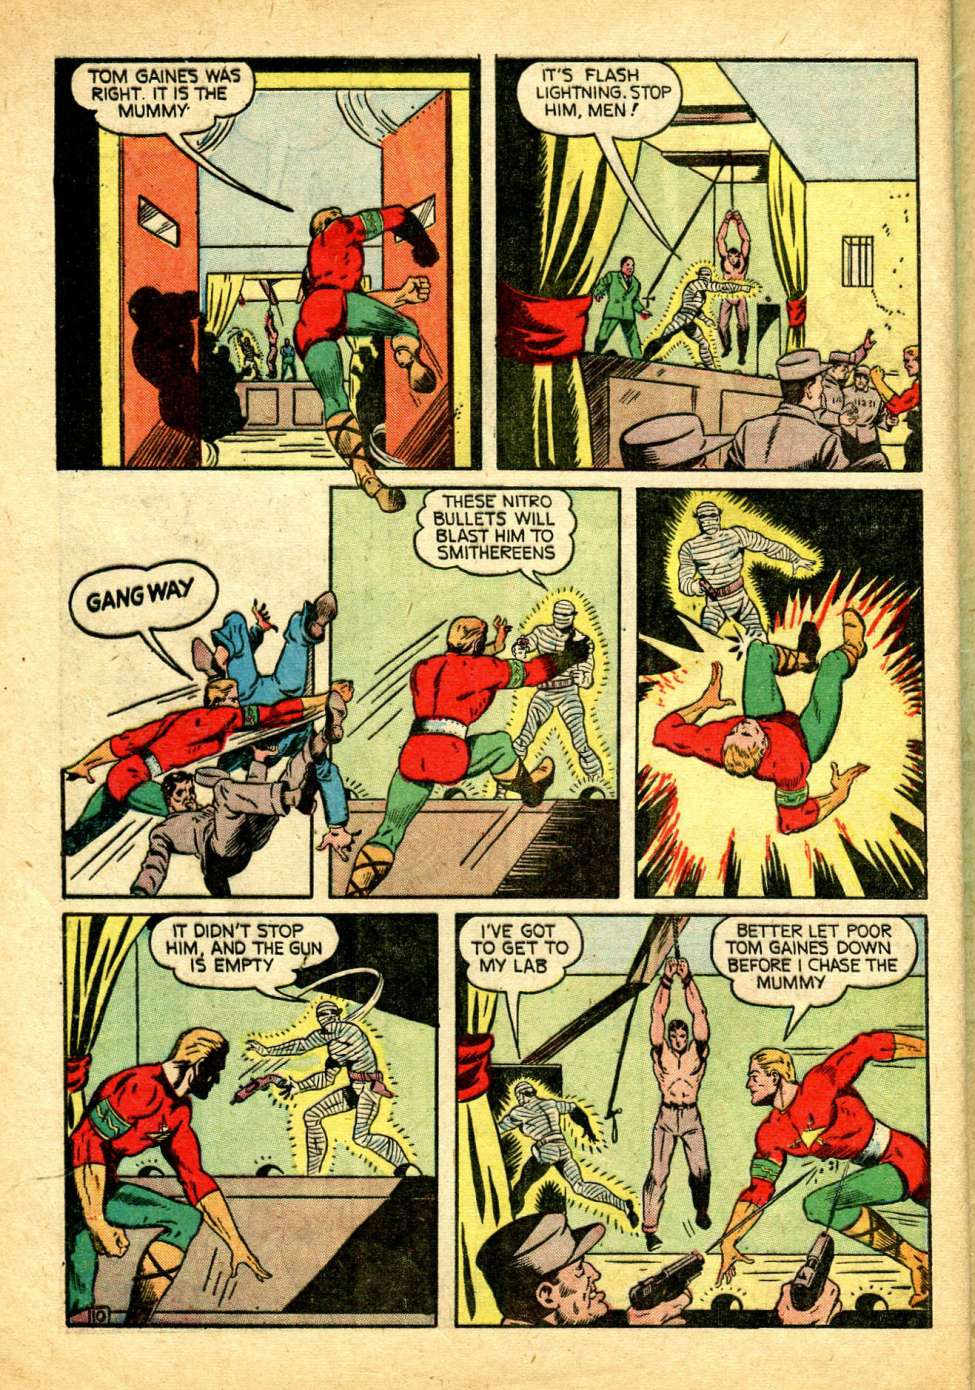 TOM GAINES WAS
RIGHT. IT IS THE
MUMMY.
IT'S FLASH
LIGHTNING. STOP
HIM, MEN!
GANGWAY
THESE NITRO
BULLETS WILL
BLAST HIM TO
SMITHEREENS
IT DIDN'T STOP
HIM, AND THE GUN
IS EMPTY
I'VE GOT
TO GET TO
MY LAB
BETTER LET POOR
TOM GAINES DOWN
BEFORE I CHASE THE
MUMMY
10